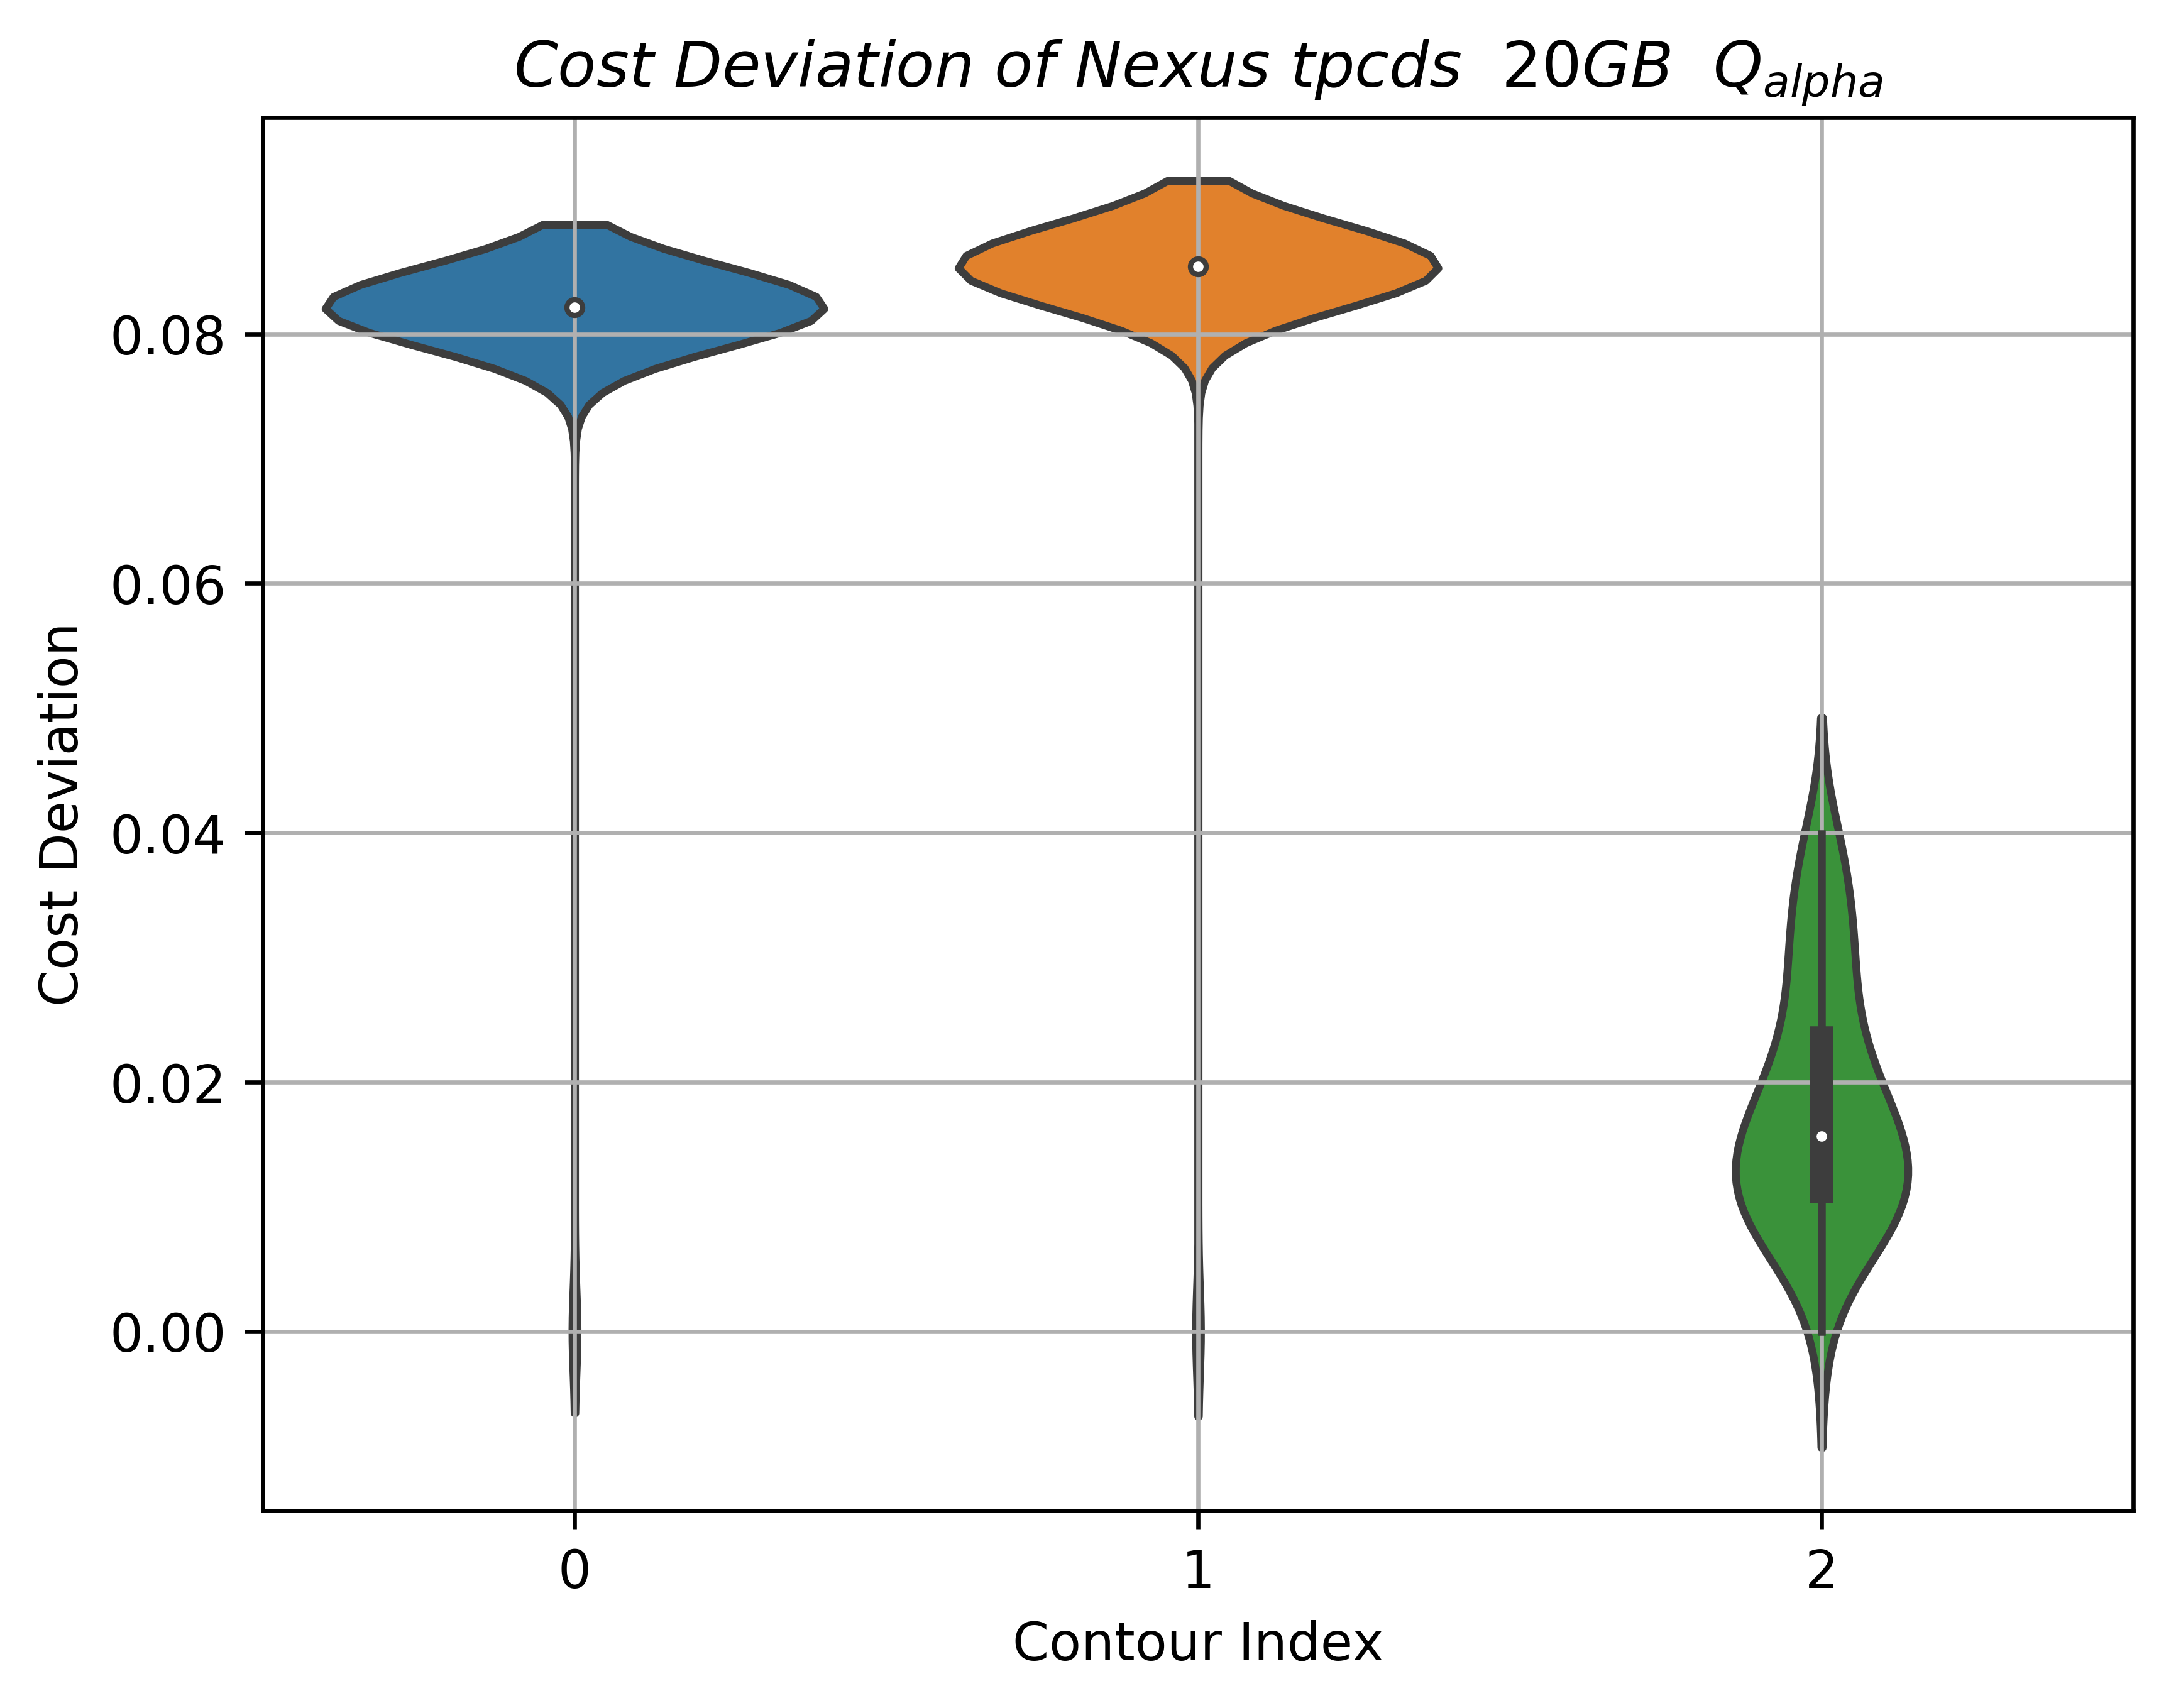 Cost Deviation of Nexus tpcds 20GB Q_alpha
Cost Deviation
0.08
0.06
0.04
0.02
0.00
0 1 2
Contour Index